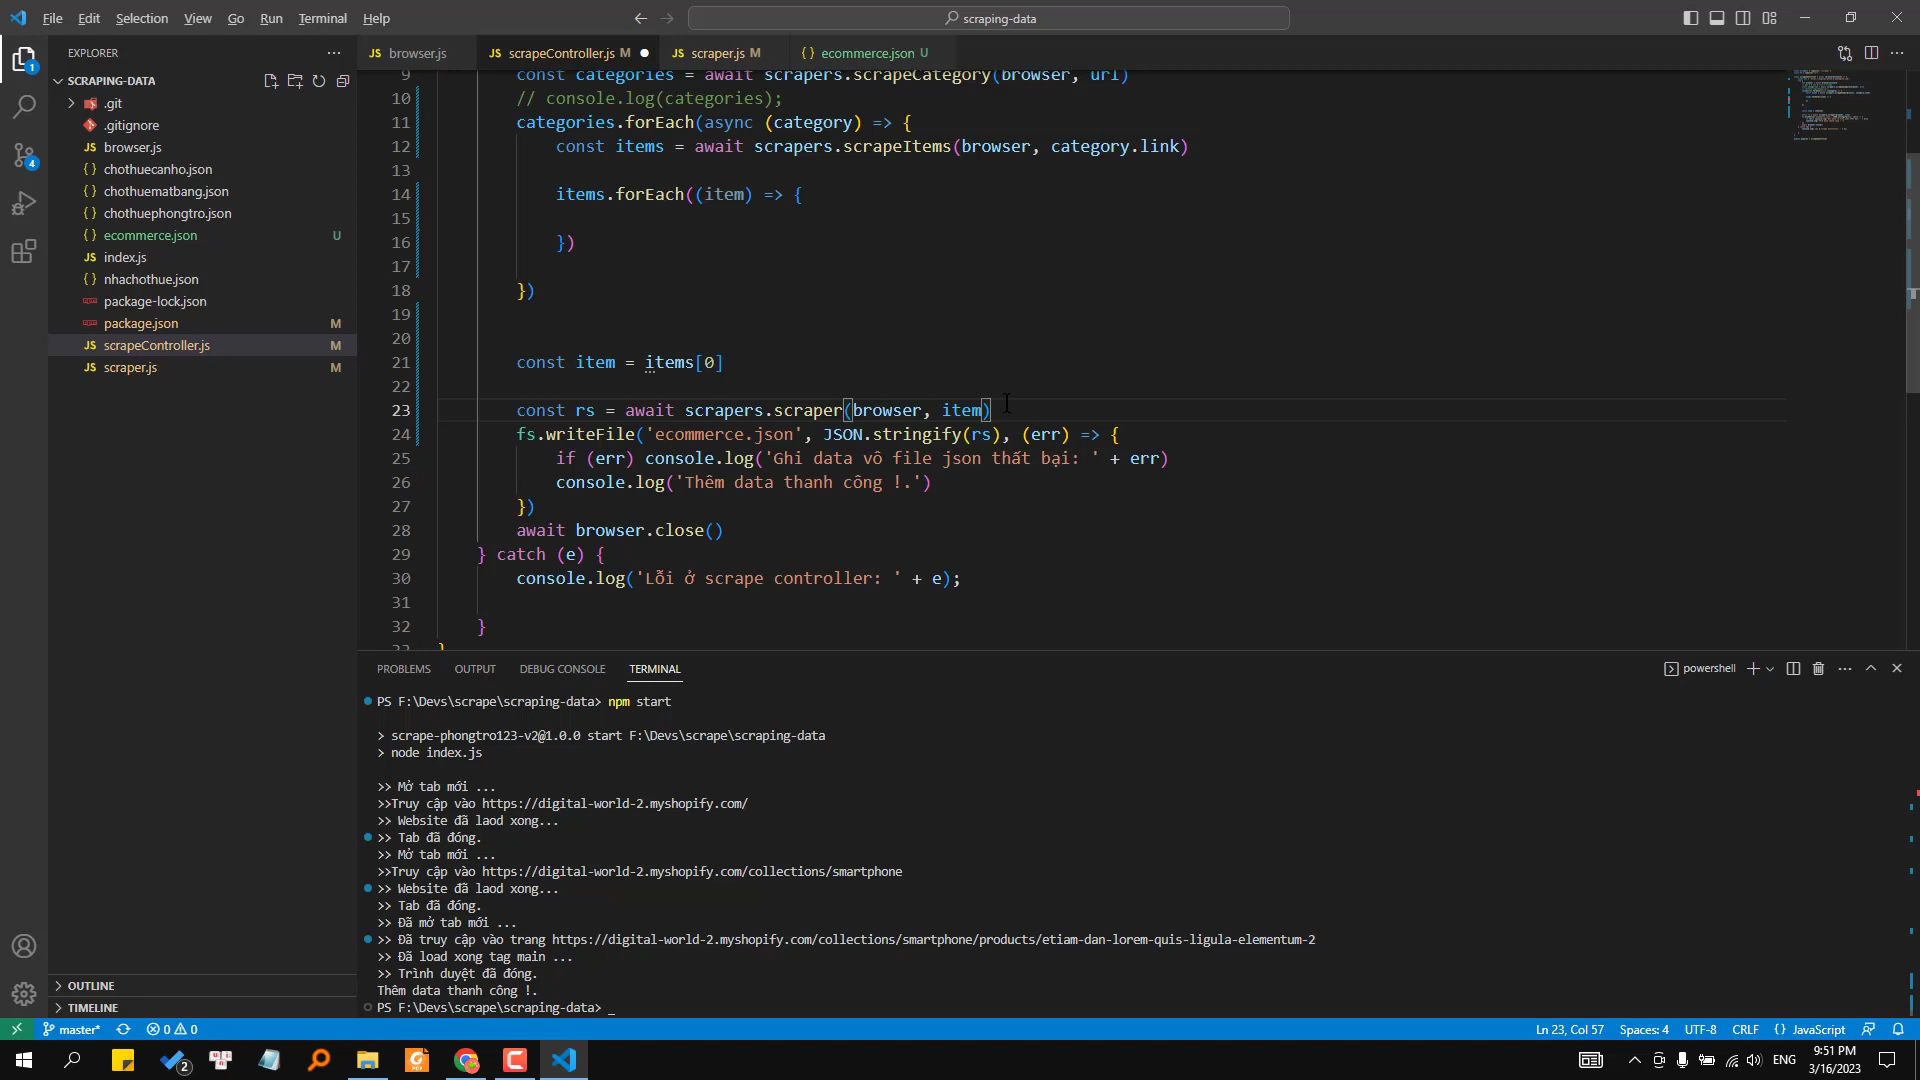 File Edit Selection View Go Run Terminal Help
scraping-data
EXPLORER
browser.js
scrapeController.js M
scraper.js M
{ } ecommerce.json U
SCRAPING-DATA
.git
.gitignore
JS browser.js
{ } chothuecanho.json
{ } chothuematbang.json
{ } chothuephongtro.json
{ } ecommerce.json U
JS index.js
{ } nhachothue.json
package-lock.json
package.json M
JS scrapeController.js M
JS scraper.js M
OUTLINE
TIMELINE
9 const categories = await scrapers.scrapeCategory(browser, url)
10 // console.log(categories);
11 categories.forEach(async (category) => {
12 const items = await scrapers.scrapeItems(browser, category.link)
13
14 items.forEach((item) => {
15
16 })
17
18 })
19
20
21 const item = items[0]
22
23 const rs = await scrapers.scraper(browser, item)
24 fs.writeFile('ecommerce.json', JSON.stringify(rs), (err) => {
25 if (err) console.log('Ghi data vô file json thất bại: ' + err)
26 console.log('Thêm data thanh công !.')
27 })
28 await browser.close()
29 } catch (e) {
30 console.log('Lỗi ở scrape controller: ' + e);
31
32 }
33 }
PROBLEMS OUTPUT DEBUG CONSOLE TERMINAL
powershell
PS F:\Devs\scrape\scraping-data> npm start
> scrape-phongtro123-v2@1.0.0 start F:\Devs\scrape\scraping-data
> node index.js
>> Mở tab mới ...
>>Truy cập vào https://digital-world-2.myshopify.com/
>> Website đã laod xong...
>> Tab đã đóng.
>> Mở tab mới ...
>>Truy cập vào https://digital-world-2.myshopify.com/collections/smartphone
>> Website đã laod xong...
>> Tab đã đóng.
>> Đã mở tab mới ...
>> Đã truy cập vào trang https://digital-world-2.myshopify.com/collections/smartphone/products/etiam-dan-lorem-quis-ligula-elementum-2
>> Đã load xong tag main ...
>> Trình duyệt đã đóng.
Thêm data thanh công !.
PS F:\Devs\scrape\scraping-data> _
master* 0 0 Ln 23, Col 57 Spaces: 4 UTF-8 CRLF { } JavaScript
2 ENG
9:51 PM
3/16/2023